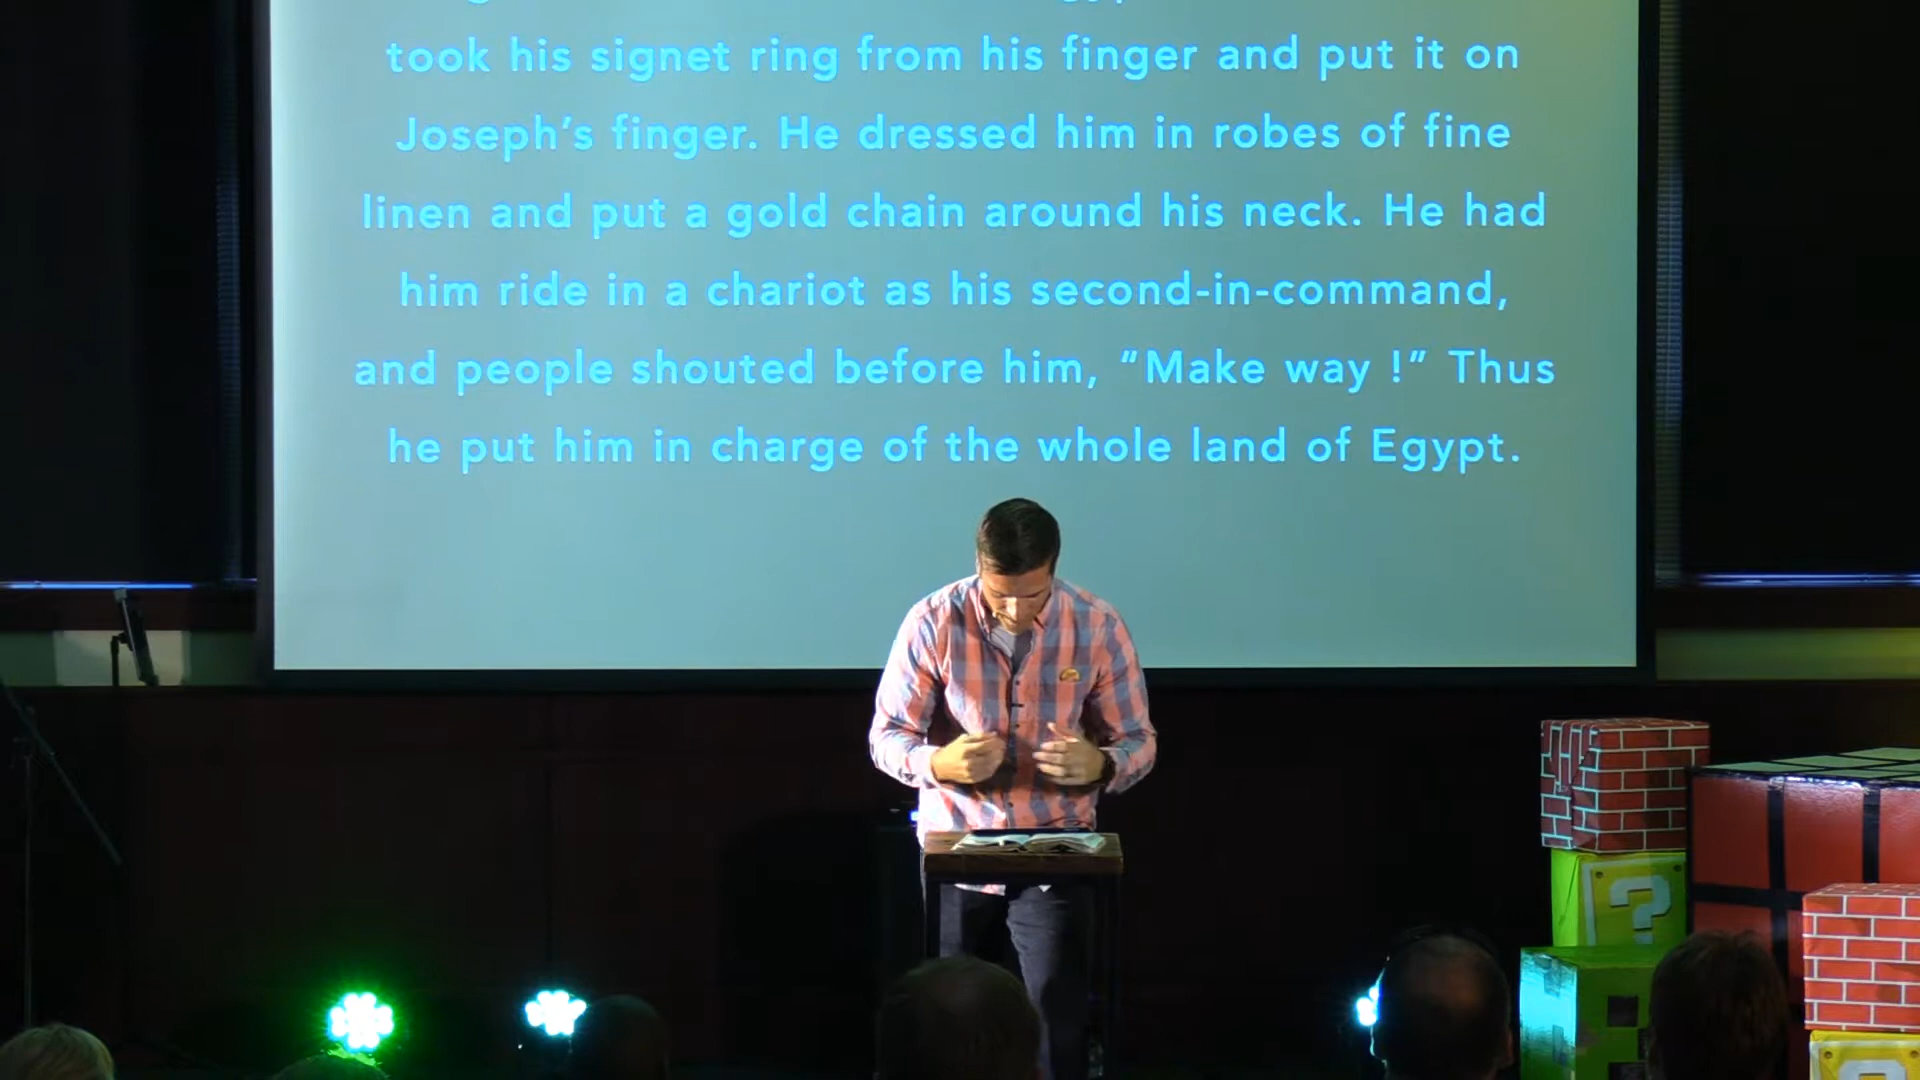 took his signet ring from his finger and put it on
Joseph’s finger. He dressed him in robes of fine
linen and put a gold chain around his neck. He had
him ride in a chariot as his second-in-command,
and people shouted before him, “Make way !” Thus
he put him in charge of the whole land of Egypt.
?